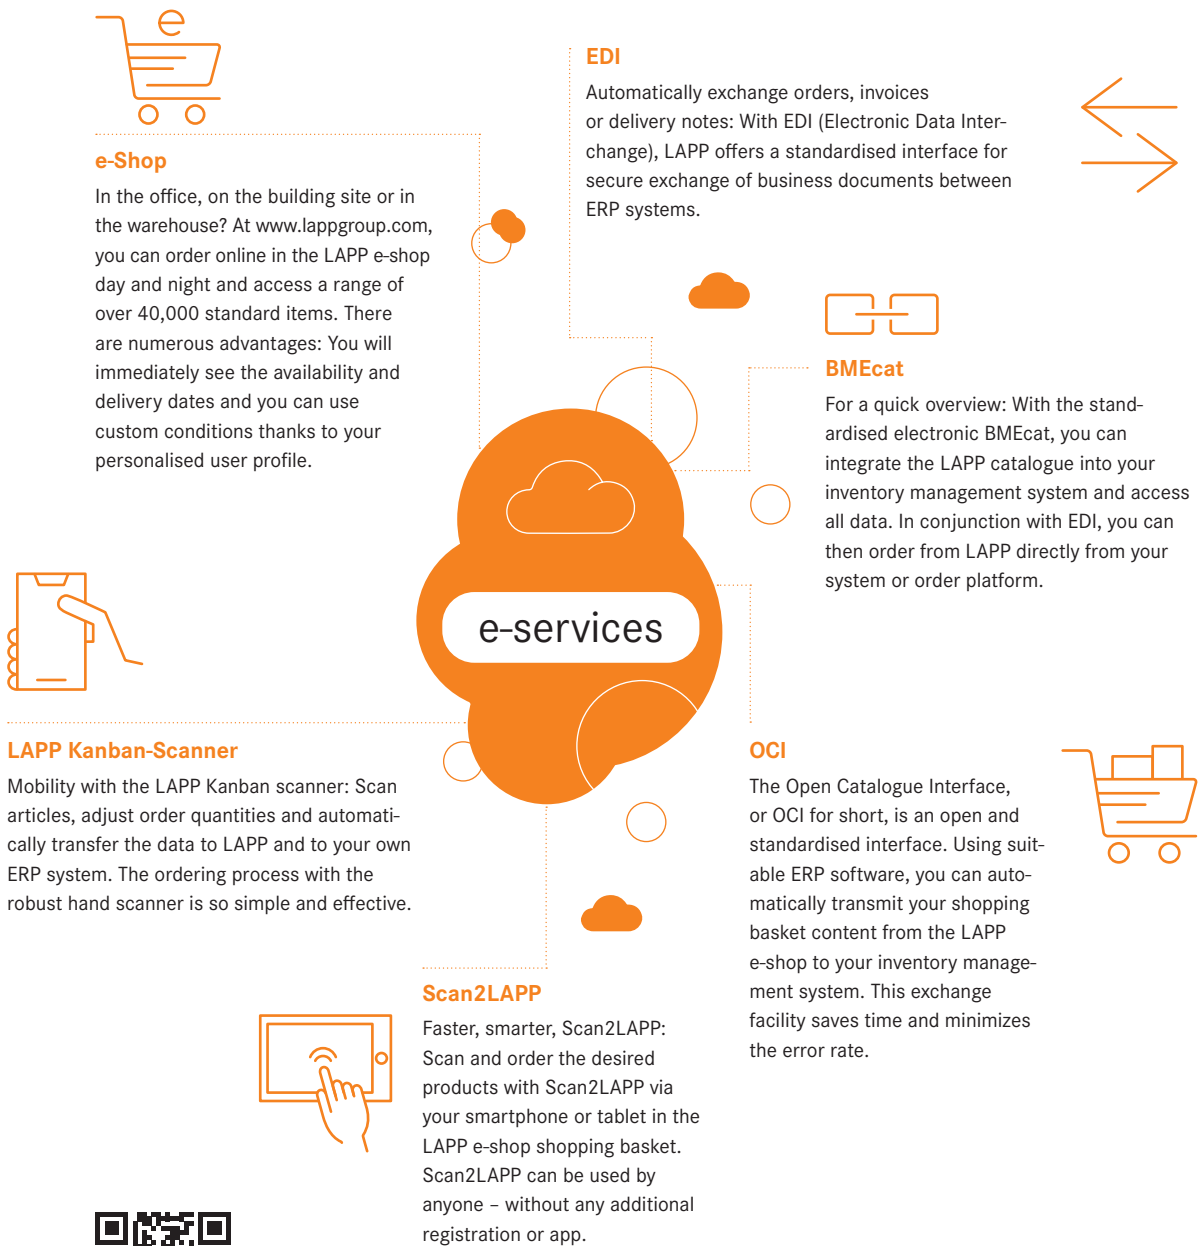 e
e-Shop
In the office, on the building site or in
the warehouse? At www.lappgroup.com,
you can order online in the LAPP e-shop
day and night and access a range of
over 40,000 standard items. There
are numerous advantages: You will
immediately see the availability and
delivery dates and you can use
custom conditions thanks to your
personalised user profile.
EDI
Automatically exchange orders, invoices
or delivery notes: With EDI (Electronic Data Inter-
change), LAPP offers a standardised interface for
secure exchange of business documents between
ERP systems.
BMEcat
For a quick overview: With the stand-
ardised electronic BMEcat, you can
integrate the LAPP catalogue into your
inventory management system and access
all data. In conjunction with EDI, you can
then order from LAPP directly from your
system or order platform.
e-services
LAPP Kanban-Scanner
Mobility with the LAPP Kanban scanner: Scan
articles, adjust order quantities and automati-
cally transfer the data to LAPP and to your own
ERP system. The ordering process with the
robust hand scanner is so simple and effective.
OCI
The Open Catalogue Interface,
or OCI for short, is an open and
standardised interface. Using suit-
able ERP software, you can auto-
matically transmit your shopping
basket content from the LAPP
e-shop to your inventory manage-
ment system. This exchange
facility saves time and minimizes
the error rate.
Scan2LAPP
Faster, smarter, Scan2LAPP:
Scan and order the desired
products with Scan2LAPP via
your smartphone or tablet in the
LAPP e-shop shopping basket.
Scan2LAPP can be used by
anyone – without any additional
registration or app.